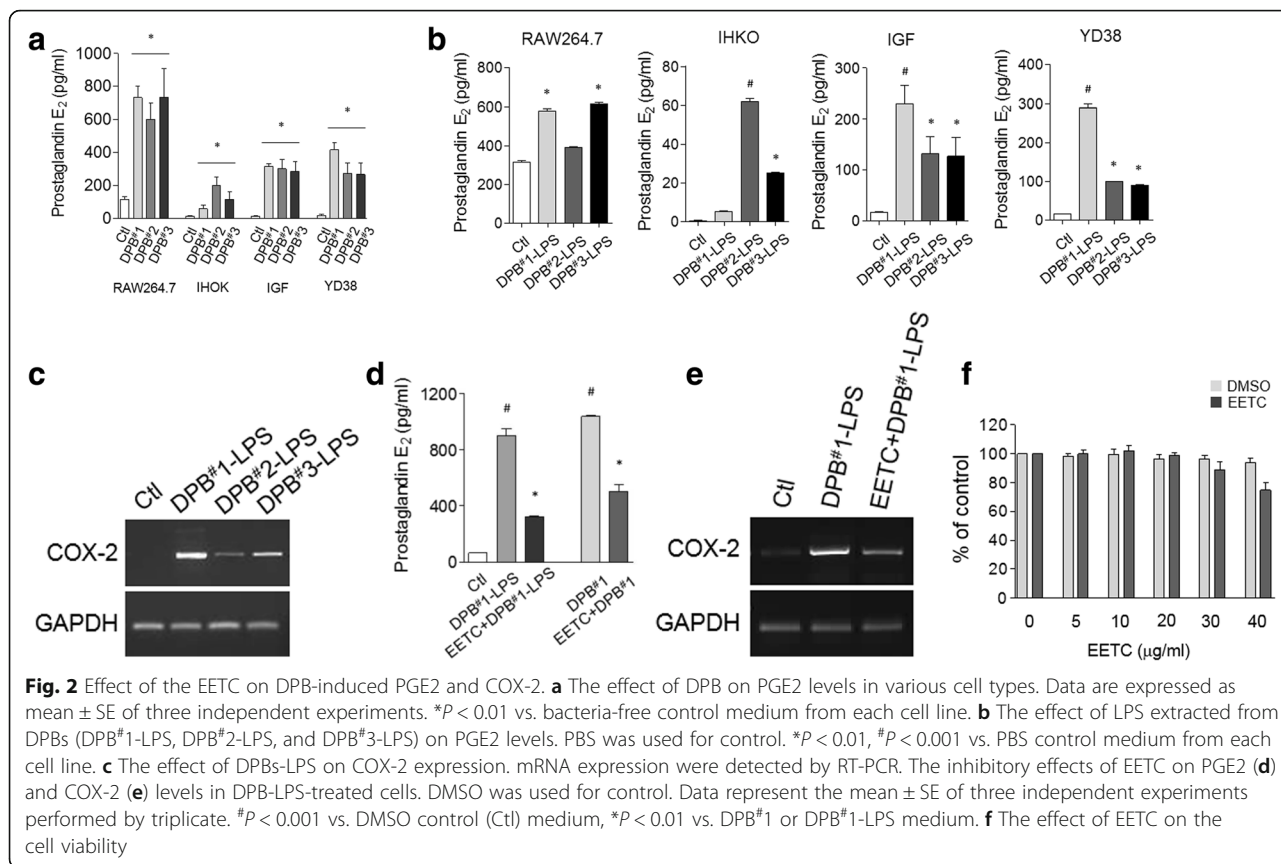 a
*
*
*
*
Prostaglandin E2 (pg/ml)
1000
800
600
400
200
0
Ctl
DPB#1
DPB#2
DPB#3
Ctl
DPB#1
DPB#2
DPB#3
Ctl
DPB#1
DPB#2
DPB#3
Ctl
DPB#1
DPB#2
DPB#3
RAW264.7 IHOK IGF YD38
b
RAW264.7
Prostaglandin E2 (pg/ml)
800
600
400
200
0
* *
Ctl
DPB#1-LPS
DPB#2-LPS
DPB#3-LPS
IHKO
Prostaglandin E2 (pg/ml)
80
60
40
20
0
# *
Ctl
DPB#1-LPS
DPB#2-LPS
DPB#3-LPS
IGF
Prostaglandin E2 (pg/ml)
300
200
100
0
# * *
Ctl
DPB#1-LPS
DPB#2-LPS
DPB#3-LPS
YD38
Prostaglandin E2 (pg/ml)
400
300
200
100
0
# * *
Ctl
DPB#1-LPS
DPB#2-LPS
DPB#3-LPS
c
Ctl
DPB#1-LPS
DPB#2-LPS
DPB#3-LPS
COX-2
GAPDH
d
Prostaglandin E2 (pg/ml)
1200
800
400
0
# * # *
Ctl
DPB#1-LPS
EETC+DPB#1-LPS
DPB#1
EETC+DPB#1
e
Ctl
DPB#1-LPS
EETC+DPB#1-LPS
COX-2
GAPDH
f
DMSO
EETC
% of control
120
100
80
60
40
20
0
0 5 10 20 30 40
EETC (μg/ml)
Fig. 2 Effect of the EETC on DPB-induced PGE2 and COX-2. a The effect of DPB on PGE2 levels in various cell types. Data are expressed as
mean ± SE of three independent experiments. *P < 0.01 vs. bacteria-free control medium from each cell line. b The effect of LPS extracted from
DPBs (DPB#1-LPS, DPB#2-LPS, and DPB#3-LPS) on PGE2 levels. PBS was used for control. *P < 0.01, #P < 0.001 vs. PBS control medium from each
cell line. c The effect of DPBs-LPS on COX-2 expression. mRNA expression were detected by RT-PCR. The inhibitory effects of EETC on PGE2 (d)
and COX-2 (e) levels in DPB-LPS-treated cells. DMSO was used for control. Data represent the mean ± SE of three independent experiments
performed by triplicate. #P < 0.001 vs. DMSO control (Ctl) medium, *P < 0.01 vs. DPB#1 or DPB#1-LPS medium. f The effect of EETC on the
cell viability